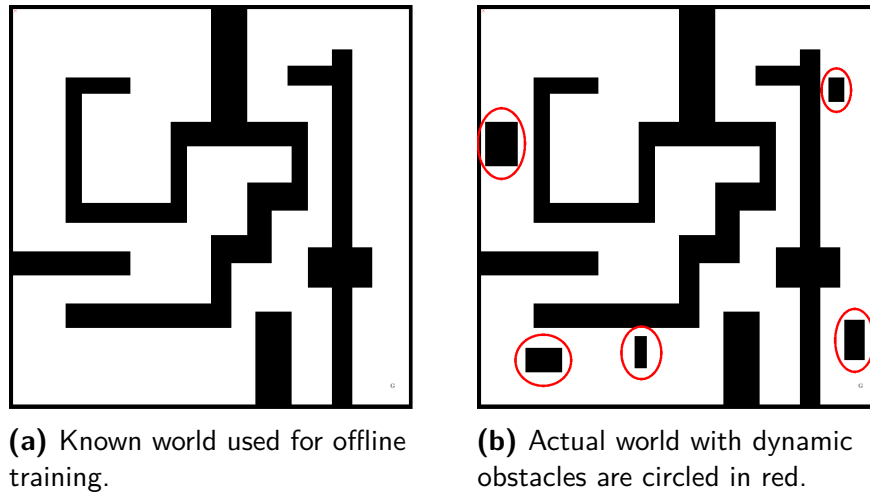 G
G
(a) Known world used for offline
training.
(b) Actual world with dynamic
obstacles are circled in red.